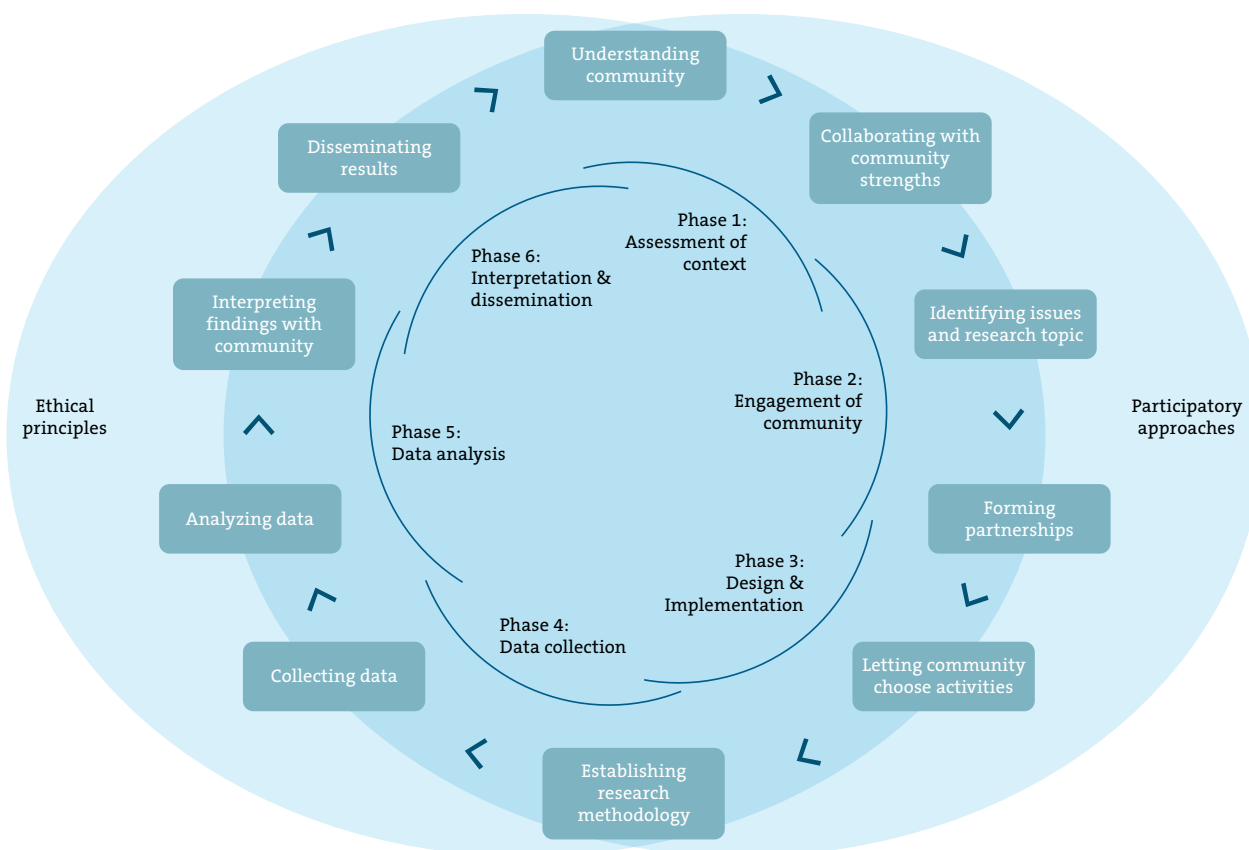 Understanding
community
Collaborating with
community
strengths
Identifying issues
and research topic
Forming
partnerships
Letting community
choose activities
Establishing
research
methodology
Collecting data
Analyzing data
Interpreting
findings with
community
Disseminating
results
Phase 1:
Assessment of
context
Phase 2:
Engagement of
community
Phase 3:
Design &
Implementation
Phase 4:
Data collection
Phase 5:
Data analysis
Phase 6:
Interpretation &
dissemination
Ethical
principles
Participatory
approaches